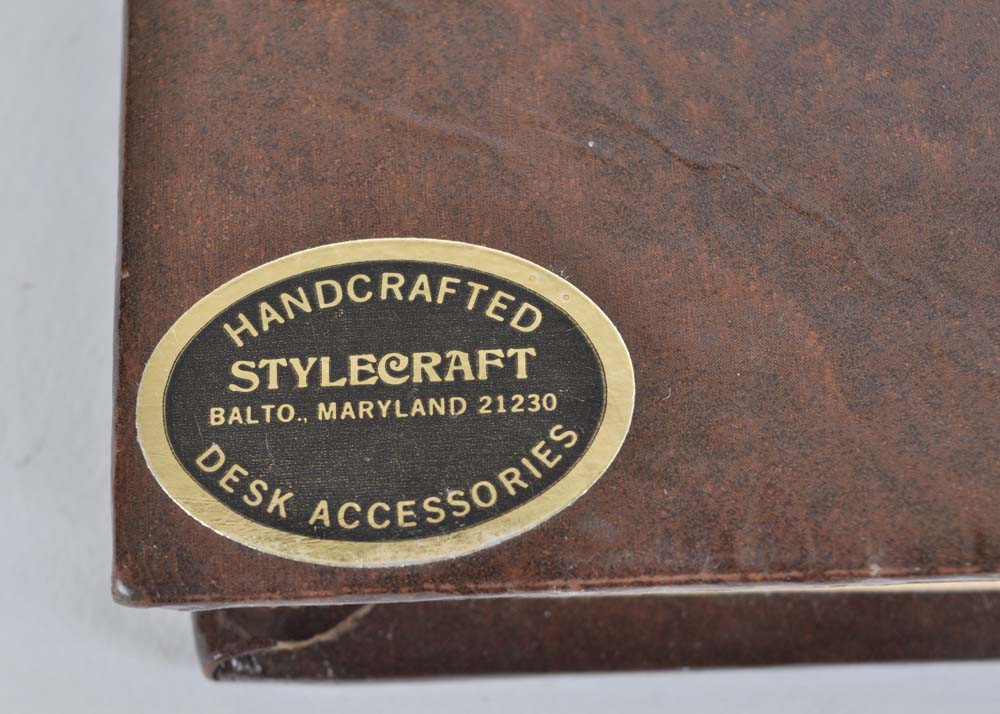 HANDCRAFTED
STYLECRAFT
BALTO., MARYLAND 21230
DESK ACCESSORIES